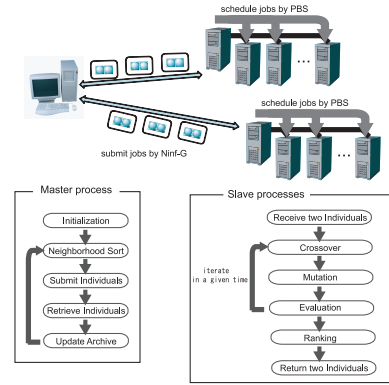 schedule jobs by PBS
...
schedule jobs by PBS
...
submit jobs by Ninf-G
Master process
Initialization
Neighborhood Sort
Submit Individuals
Retrieve Individuals
Update Archive
Slave processes
Receive two Individuals
Crossover
iterate
in a given time
Mutation
Evaluation
Ranking
Return two Individuals